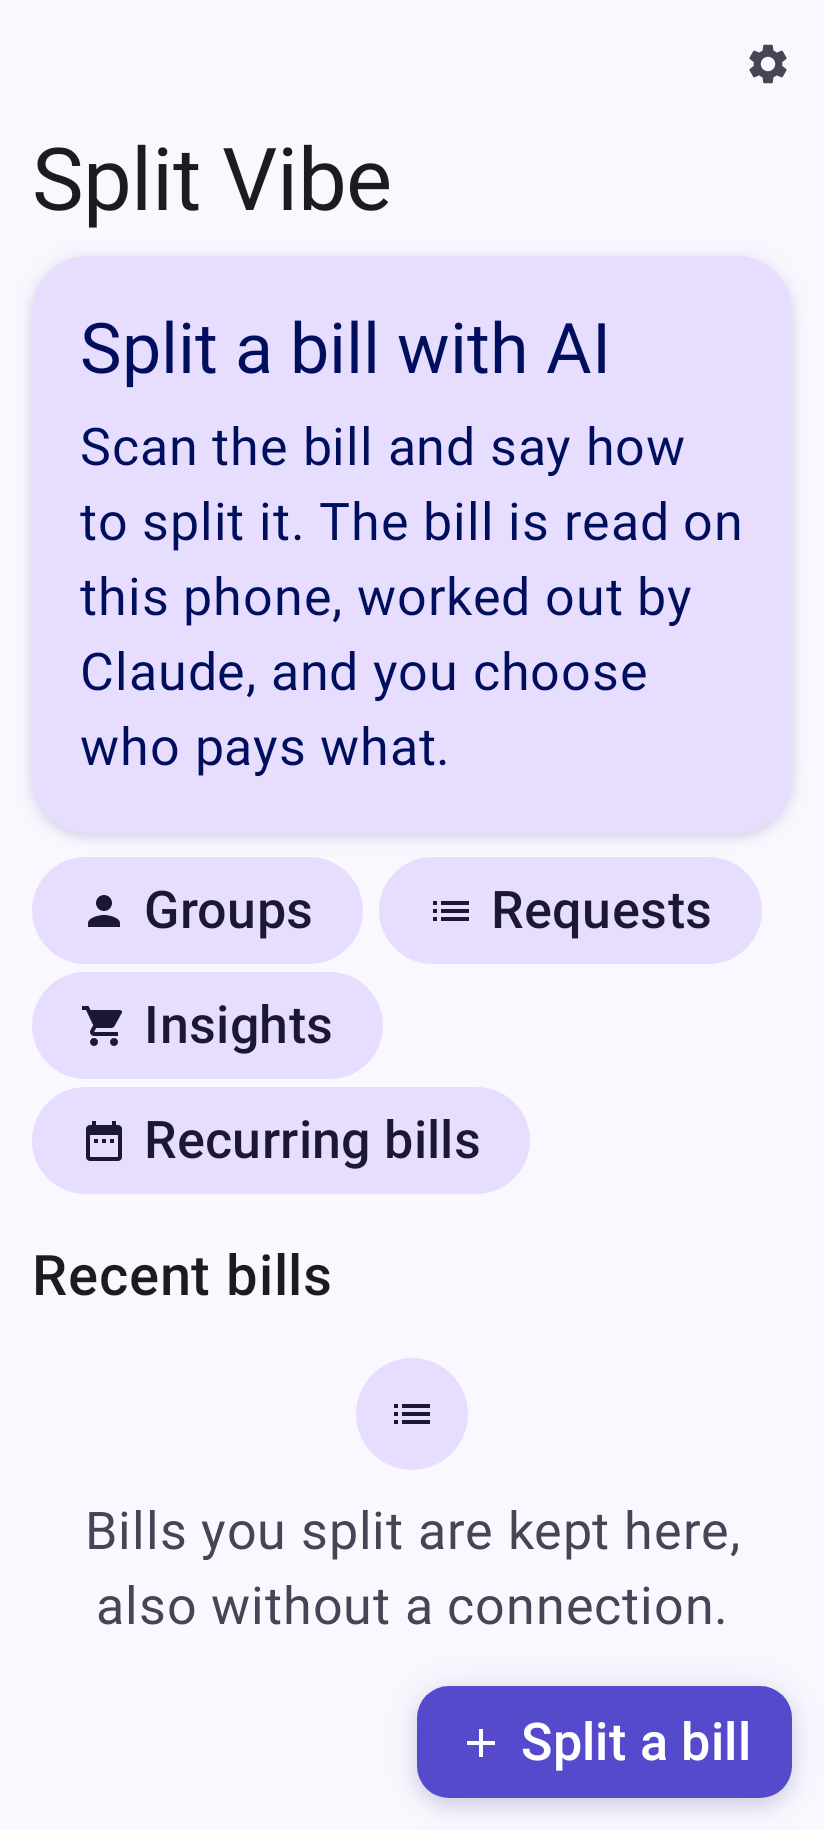 Split Vibe
Split a bill with AI
Scan the bill and say how
to split it. The bill is read on
this phone, worked out by
Claude, and you choose
who pays what.
Groups
Requests
Insights
Recurring bills
Recent bills
Bills you split are kept here,
also without a connection.
+ Split a bill